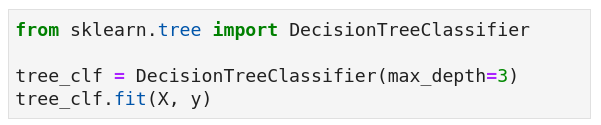 from sklearn.tree import DecisionTreeClassifier

tree_clf = DecisionTreeClassifier(max_depth=3)
tree_clf.fit(X, y)